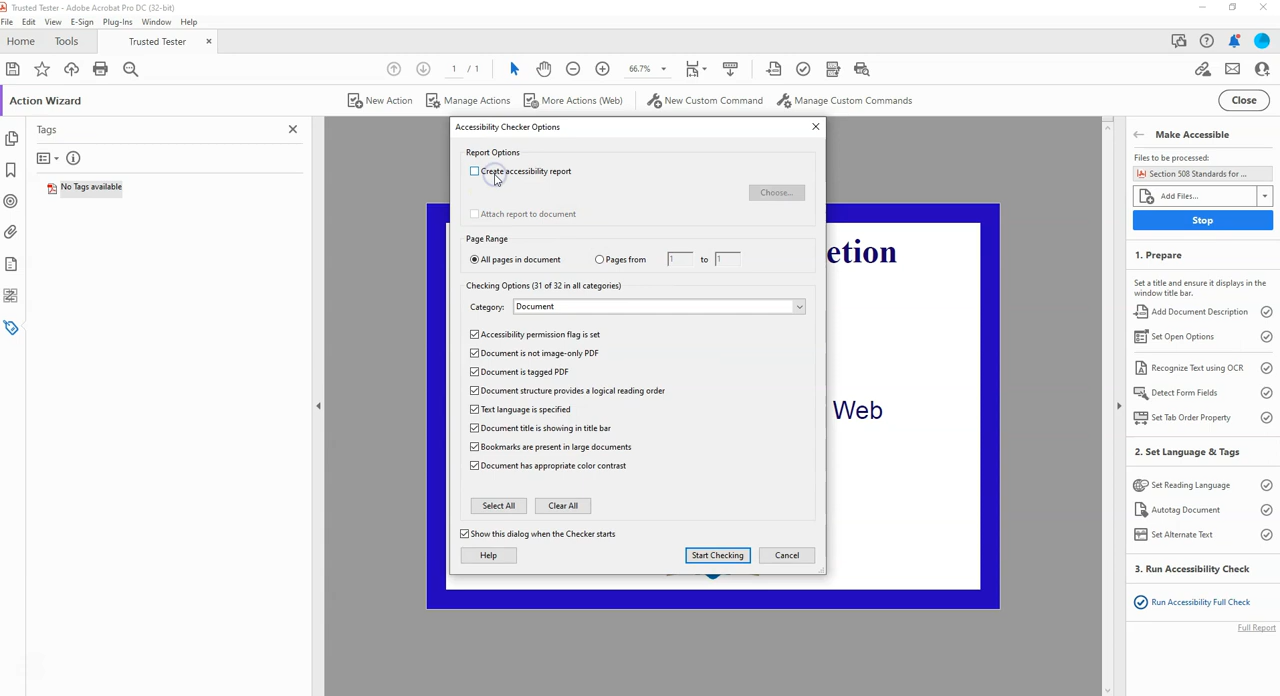 Trusted Tester - Adobe Acrobat Pro DC (32-bit)
File Edit View E-Sign Plug-Ins Window Help
Home Tools Trusted Tester ×
1 / 1 66.7%
Action Wizard New Action Manage Actions More Actions (Web) New Custom Command Manage Custom Commands Close
Tags
No Tags available
Accessibility Checker Options
Report Options
Create accessibility report
Choose...
Attach report to document
Page Range
All pages in document Pages from 1 to 1
Checking Options (31 of 32 in all categories)
Category: Document
Accessibility permission flag is set
Document is not image-only PDF
Document is tagged PDF
Document structure provides a logical reading order
Text language is specified
Document title is showing in title bar
Bookmarks are present in large documents
Document has appropriate color contrast
Select All Clear All
Show this dialog when the Checker starts
Help Start Checking Cancel
etion
Web
Make Accessible
Files to be processed:
Section 508 Standards for ...
Add Files...
Stop
1. Prepare
Set a title and ensure it displays in the
window title bar.
Add Document Description
Set Open Options
Recognize Text using OCR
Detect Form Fields
Set Tab Order Property
2. Set Language & Tags
Set Reading Language
Autotag Document
Set Alternate Text
3. Run Accessibility Check
Run Accessibility Full Check
Full Report